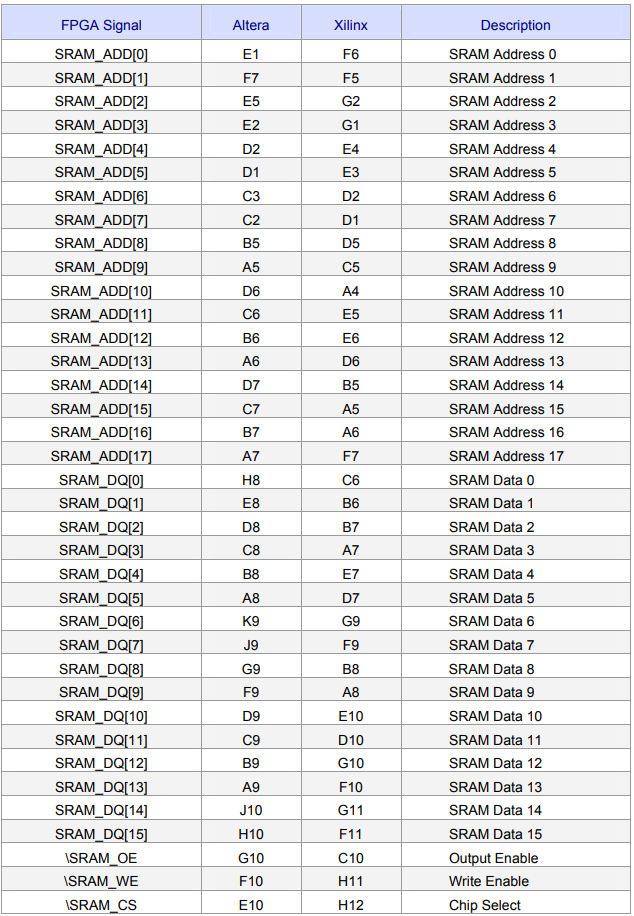 FPGA Signal Altera Xilinx Description
SRAM_ADD[0] E1 F6 SRAM Address 0
SRAM_ADD[1] F7 F5 SRAM Address 1
SRAM_ADD[2] E5 G2 SRAM Address 2
SRAM_ADD[3] E2 G1 SRAM Address 3
SRAM_ADD[4] D2 E4 SRAM Address 4
SRAM_ADD[5] D1 E3 SRAM Address 5
SRAM_ADD[6] C3 D2 SRAM Address 6
SRAM_ADD[7] C2 D1 SRAM Address 7
SRAM_ADD[8] B5 D5 SRAM Address 8
SRAM_ADD[9] A5 C5 SRAM Address 9
SRAM_ADD[10] D6 A4 SRAM Address 10
SRAM_ADD[11] C6 E5 SRAM Address 11
SRAM_ADD[12] B6 E6 SRAM Address 12
SRAM_ADD[13] A6 D6 SRAM Address 13
SRAM_ADD[14] D7 B5 SRAM Address 14
SRAM_ADD[15] C7 A5 SRAM Address 15
SRAM_ADD[16] B7 A6 SRAM Address 16
SRAM_ADD[17] A7 F7 SRAM Address 17
SRAM_DQ[0] H8 C6 SRAM Data 0
SRAM_DQ[1] E8 B6 SRAM Data 1
SRAM_DQ[2] D8 B7 SRAM Data 2
SRAM_DQ[3] C8 A7 SRAM Data 3
SRAM_DQ[4] B8 E7 SRAM Data 4
SRAM_DQ[5] A8 D7 SRAM Data 5
SRAM_DQ[6] K9 G9 SRAM Data 6
SRAM_DQ[7] J9 F9 SRAM Data 7
SRAM_DQ[8] G9 B8 SRAM Data 8
SRAM_DQ[9] F9 A8 SRAM Data 9
SRAM_DQ[10] D9 E10 SRAM Data 10
SRAM_DQ[11] C9 D10 SRAM Data 11
SRAM_DQ[12] B9 G10 SRAM Data 12
SRAM_DQ[13] A9 F10 SRAM Data 13
SRAM_DQ[14] J10 G11 SRAM Data 14
SRAM_DQ[15] H10 F11 SRAM Data 15
\SRAM_OE G10 C10 Output Enable
\SRAM_WE F10 H11 Write Enable
\SRAM_CS E10 H12 Chip Select